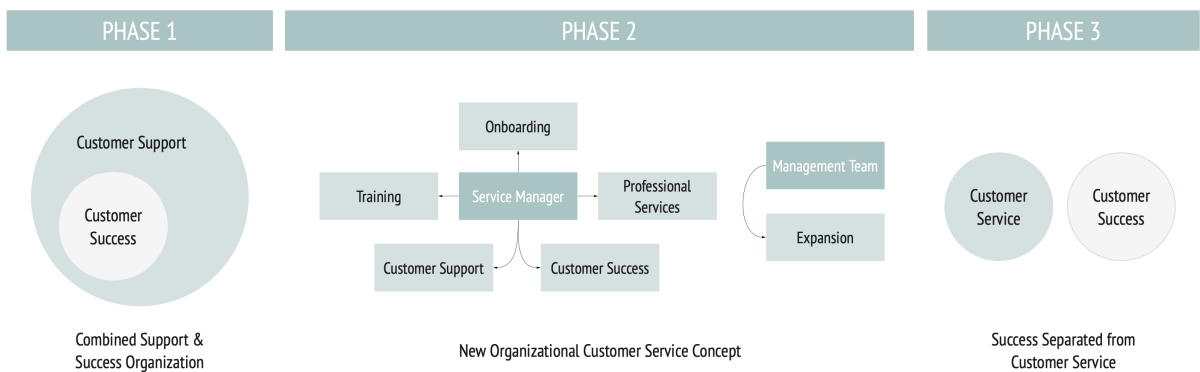 PHASE 1
PHASE 2
PHASE 3
Customer Support
Customer
Success
Combined Support &
Success Organization
Onboarding
Training
Service Manager
Professional
Services
Customer Support
Customer Success
Management Team
Expansion
New Organizational Customer Service Concept
Customer
Service
Customer
Success
Success Separated from
Customer Service